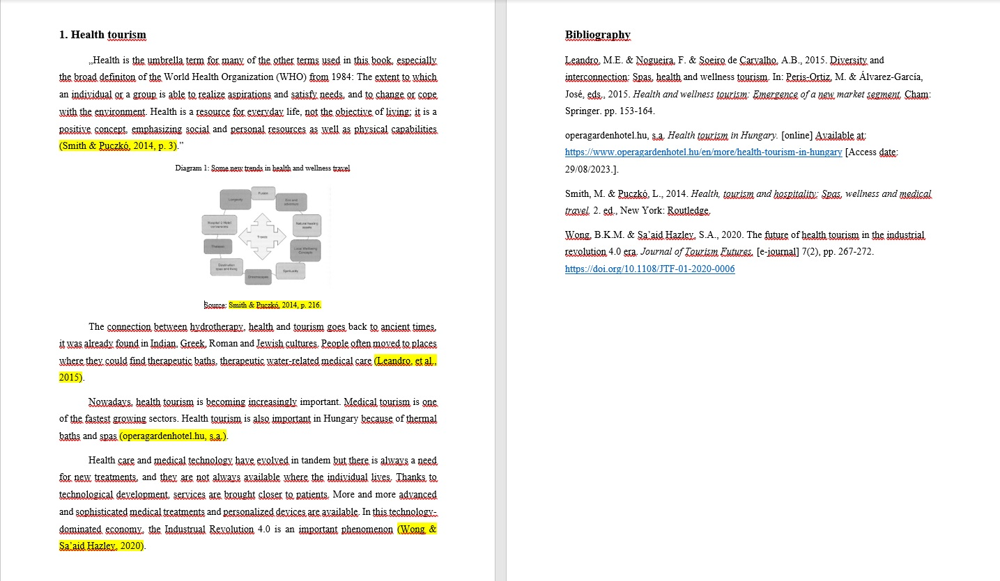 1. Health tourism
„Health is the umbrella term for many of the other terms used in this book, especially
the broad definiton of the World Health Organization (WHO) from 1984: The extent to which
an individual or a group is able to realize aspirations and satisfy needs, and to change or cope
with the environment. Health is a resource for everyday life, not the objective of living; it is a
positive concept, emphasizing social and personal resources as well as physical capabilities
(Smith & Puczkó, 2014, p. 3).”
Diagram 1: Some new trends in health and wellness travel
Fusion
Longevity
Eco and
adventure
Hospital 2 Hotel
conversions
Natural healing
assets
Trends
Thalasso
Local Wellbeing
Concepts
Destination
spas and living
Spirituality
Dreamscapes
Source: Smith & Puczkó, 2014, p. 216.
The connection between hydrotherapy, health and tourism goes back to ancient times,
it was already found in Indian, Greek, Roman and Jewish cultures. People often moved to places
where they could find therapeutic baths, therapeutic water-related medical care (Leandro, et al.,
2015).
Nowadays, health tourism is becoming increasingly important. Medical tourism is one
of the fastest growing sectors. Health tourism is also important in Hungary because of thermal
baths and spas (operagardenhotel.hu, s.a.).
Health care and medical technology have evolved in tandem but there is always a need
for new treatments, and they are not always available where the individual lives. Thanks to
technological development, services are brought closer to patients. More and more advanced
and sophisticated medical treatments and personalized devices are available. In this technology-
dominated economy, the Industrual Revolution 4.0 is an important phenomenon (Wong &
Sa’aid Hazley, 2020).
Bibliography
Leandro, M.E. & Nogueira, F. & Soeiro de Carvalho, A.B., 2015. Diversity and
interconnection: Spas, health and wellness tourism. In: Peris-Ortiz, M. & Álvarez-García,
José, eds., 2015. Health and wellness tourism: Emergence of a new market segment, Cham:
Springer. pp. 153-164.
operagardenhotel.hu, s.a. Health tourism in Hungary. [online] Available at:
https://www.operagardenhotel.hu/en/more/health-tourism-in-hungary [Access date:
29/08/2023.].
Smith, M. & Puczkó, L., 2014. Health, tourism and hospitality: Spas, wellness and medical
travel. 2. ed., New York: Routledge.
Wong, B.K.M. & Sa’aid Hazley, S.A., 2020. The future of health tourism in the industrial
revolution 4.0 era. Journal of Tourism Futures, [e-journal] 7(2), pp. 267-272.
https://doi.org/10.1108/JTF-01-2020-0006